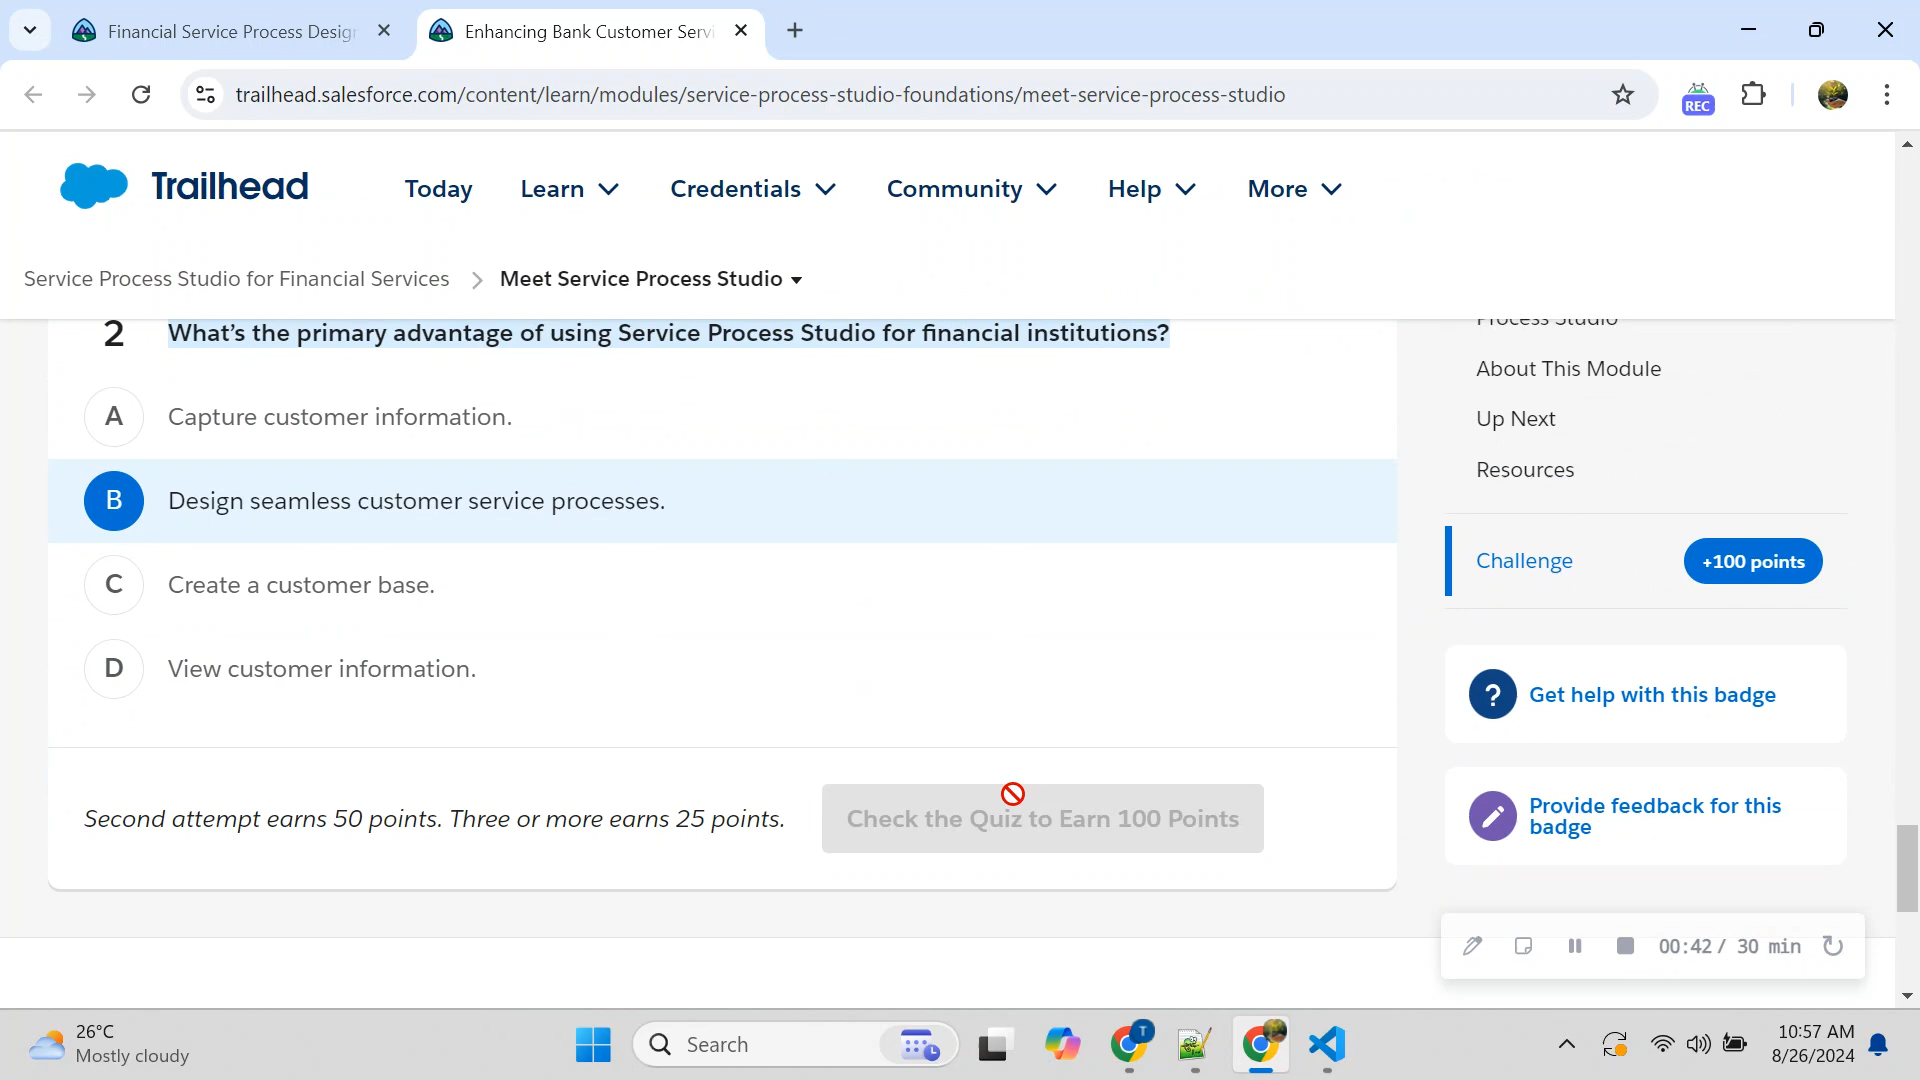 Financial Service Process Desig
Enhancing Bank Customer Servi
trailhead.salesforce.com/content/learn/modules/service-process-studio-foundations/meet-service-process-studio
REC
Trailhead
Today
Learn
Credentials
Community
Help
More
Service Process Studio for Financial Services
Meet Service Process Studio
2
What’s the primary advantage of using Service Process Studio for financial institutions?
A
Capture customer information.
B
Design seamless customer service processes.
C
Create a customer base.
D
View customer information.
Second attempt earns 50 points. Three or more earns 25 points.
Check the Quiz to Earn 100 Points
Process Studio
About This Module
Up Next
Resources
Challenge
+100 points
?
Get help with this badge
Provide feedback for this
badge
00:42 / 30 min
26°C
Mostly cloudy
Search
T
10:57 AM
8/26/2024